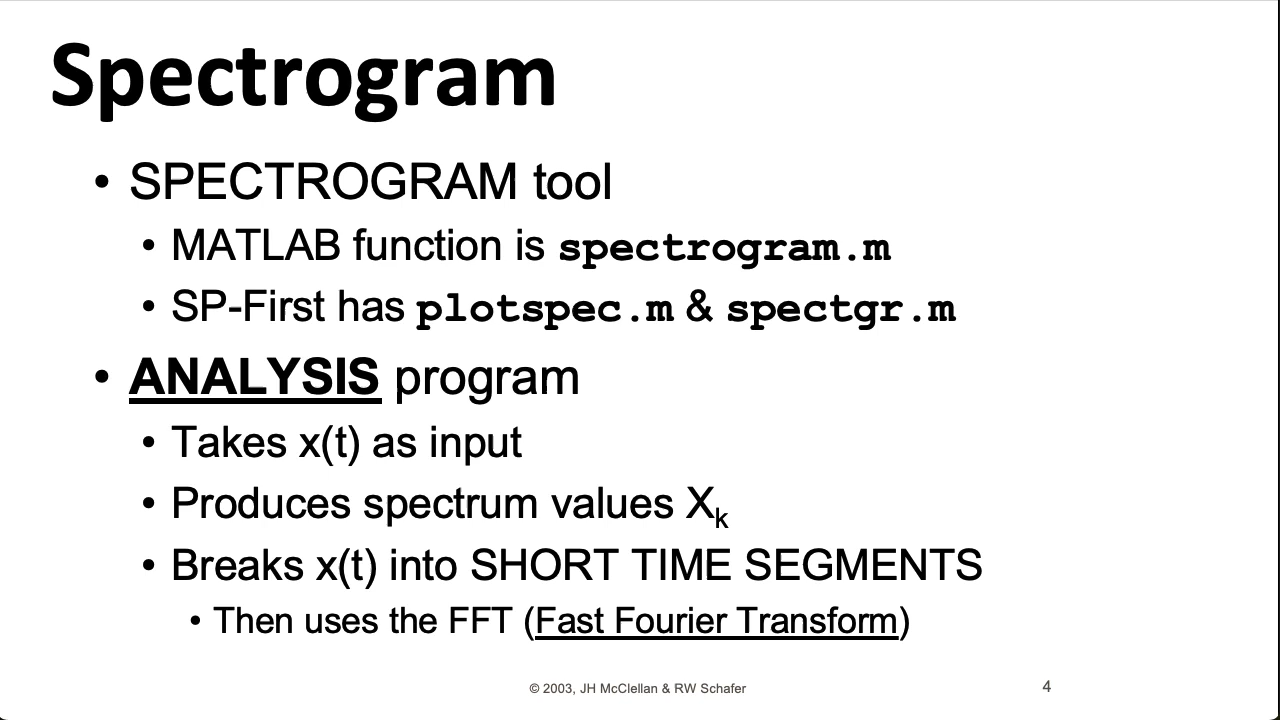 Spectrogram
• SPECTROGRAM tool
• MATLAB function is spectrogram.m
• SP-First has plotspec.m & spectgr.m
• ANALYSIS program
• Takes x(t) as input
• Produces spectrum values Xk
• Breaks x(t) into SHORT TIME SEGMENTS
• Then uses the FFT (Fast Fourier Transform)
© 2003, JH McClellan & RW Schafer
4